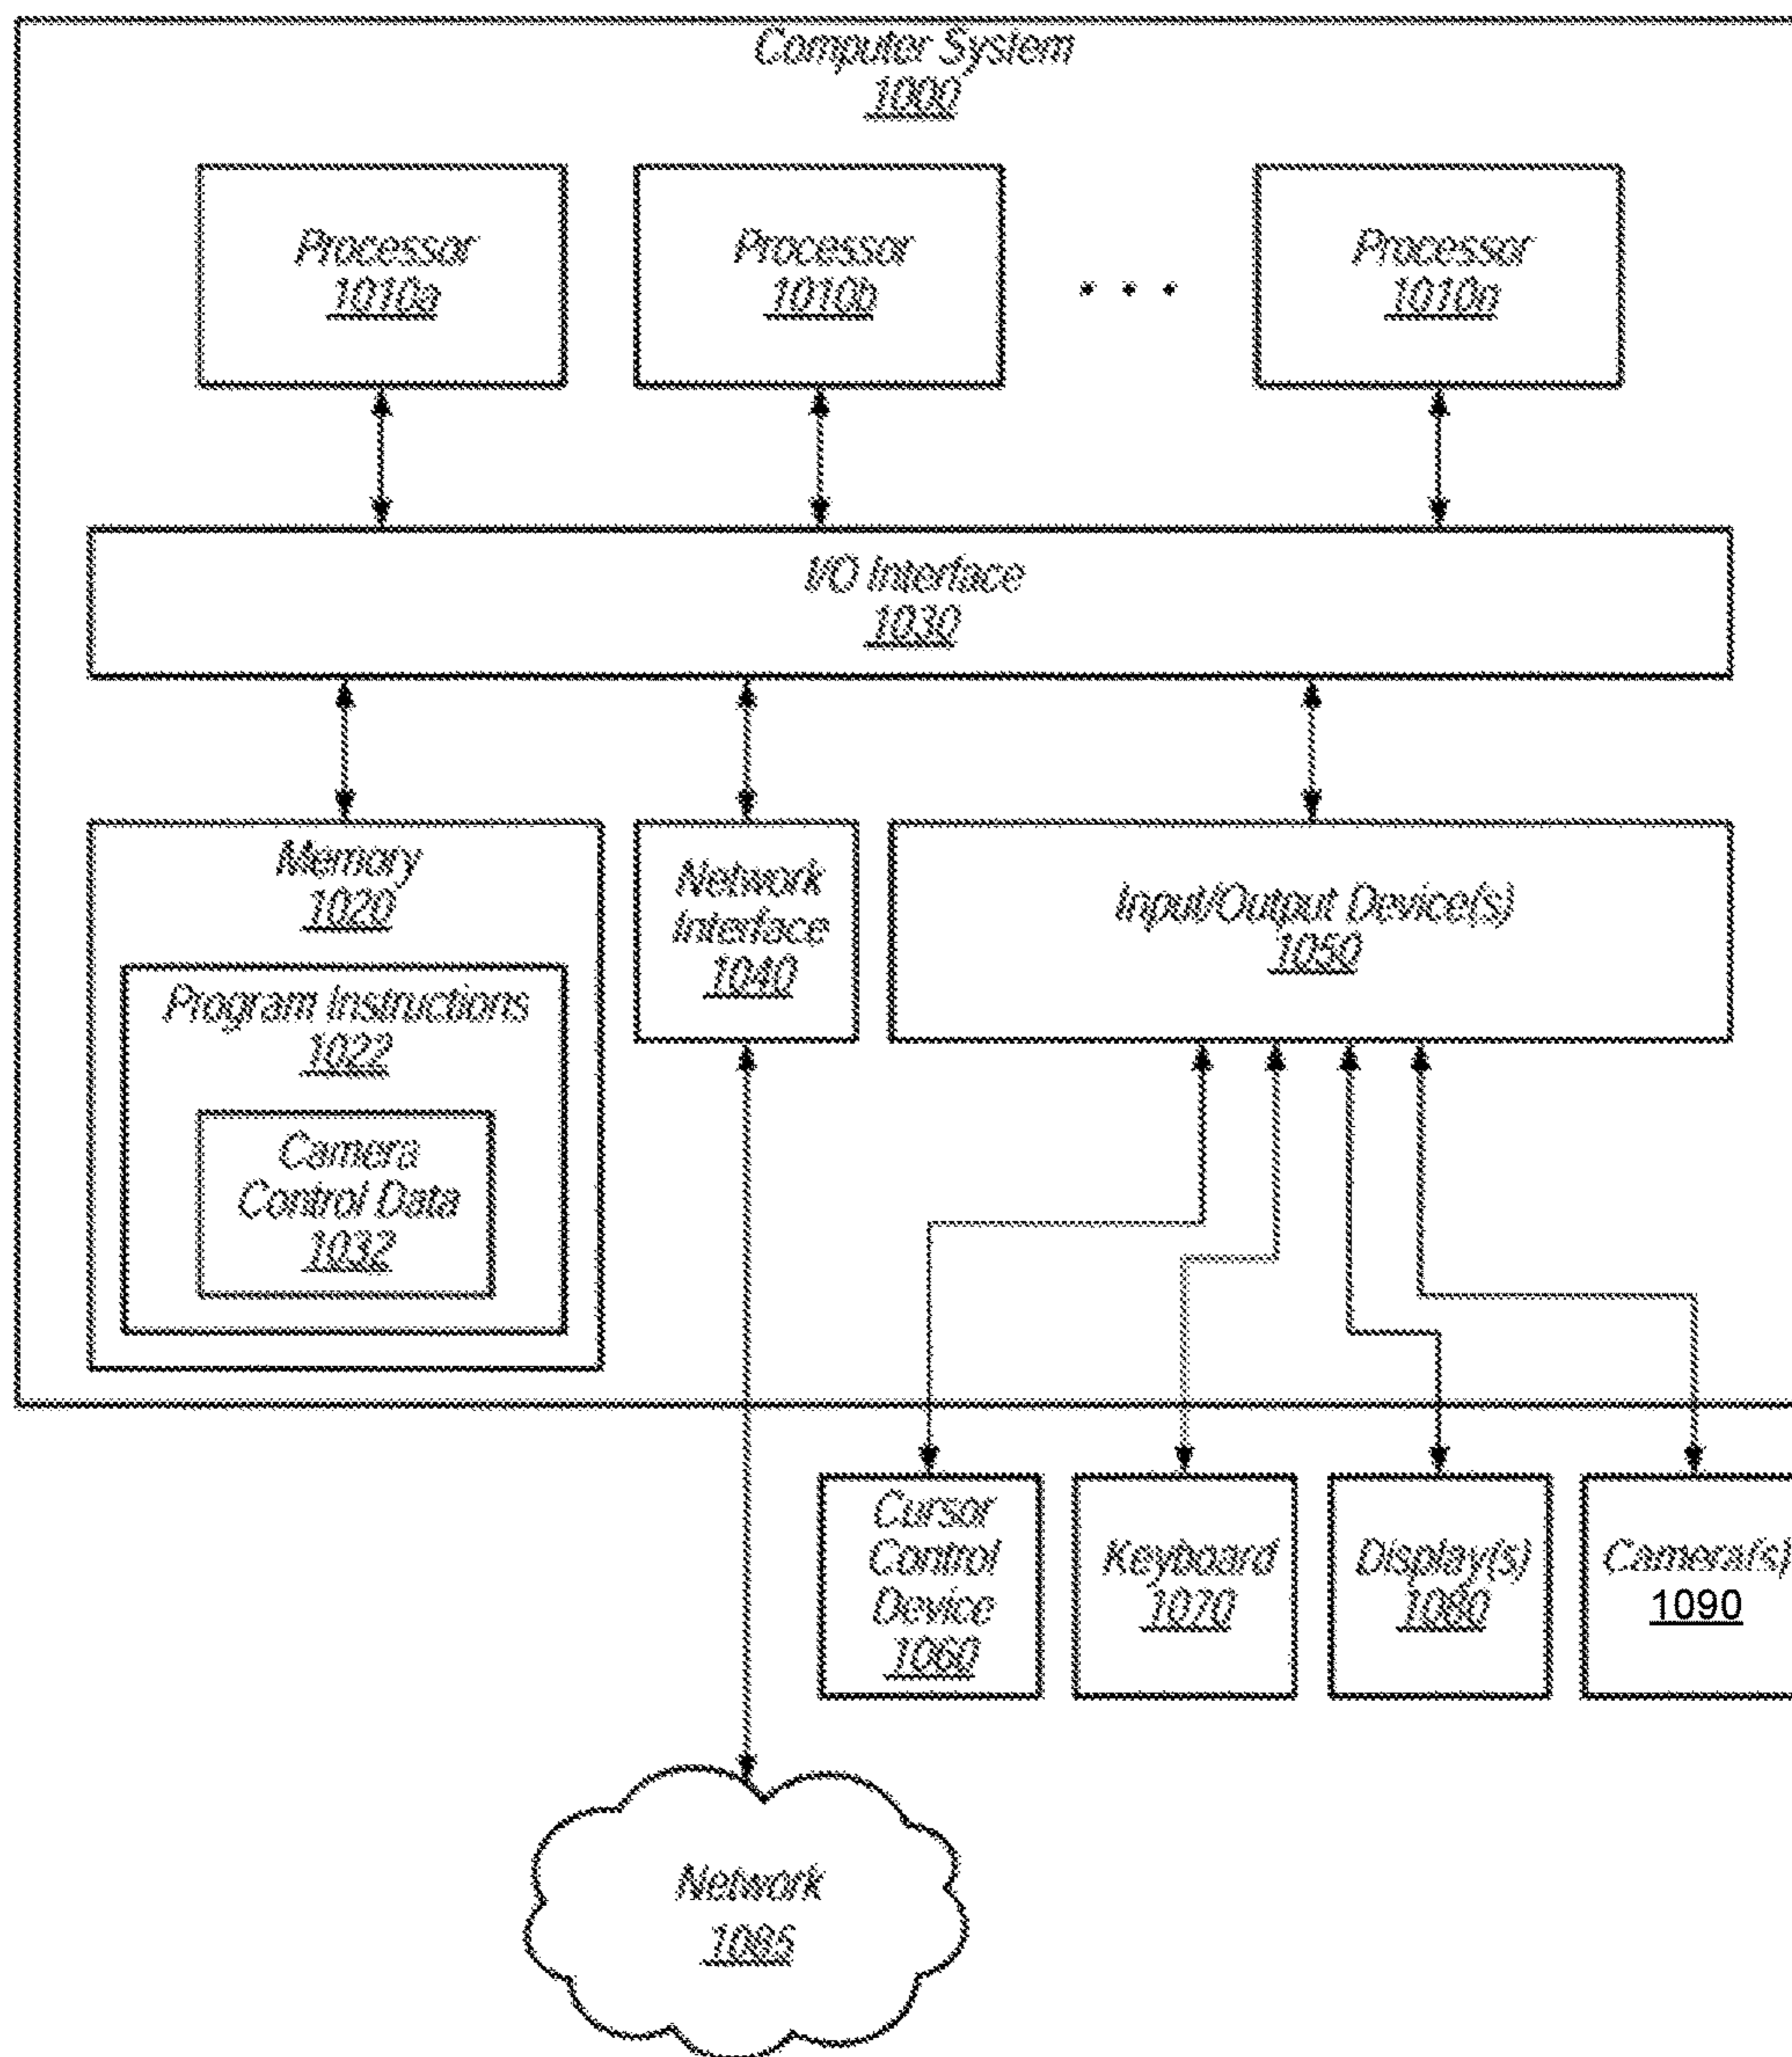 Computer System
1000
Processor
1010a
Processor
1010b
. . .
Processor
1010n
I/O Interface
1030
Memory
1020
Program Instructions
1022
Camera
Control Data
1032
Network
Interface
1040
Input/Output Device(s)
1050
Cursor
Control
Device
1060
Keyboard
1070
Display(s)
1080
Camera(s)
1090
Network
1085